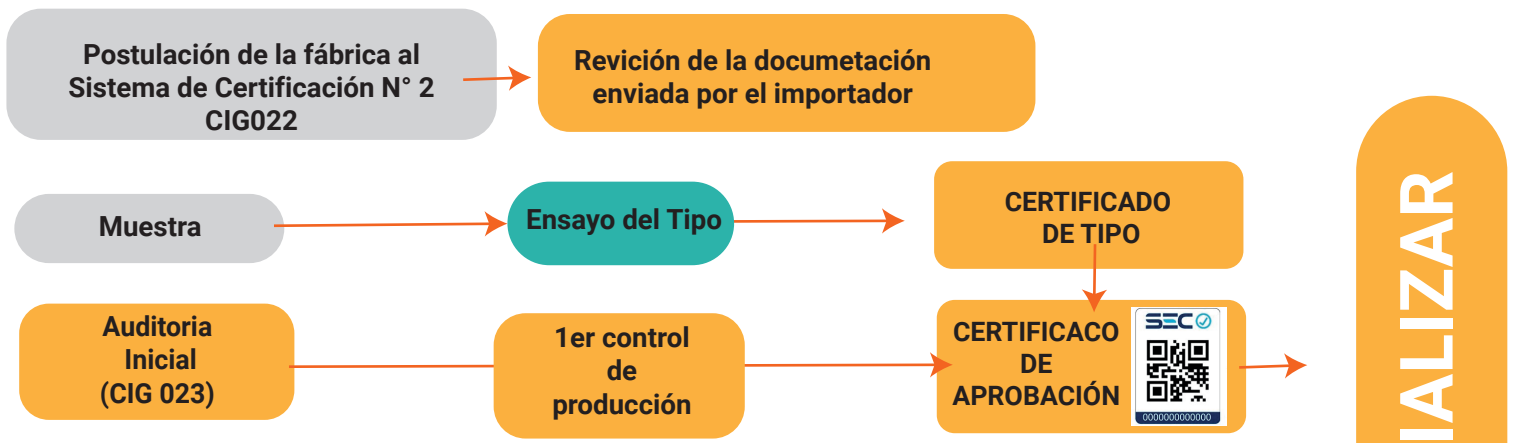 Postulación de la fábrica al
Sistema de Certificación N° 2
CIG022
Revición de la documetación
enviada por el importador
Muestra
Ensayo del Tipo
CERTIFICADO
DE TIPO
Auditoria
Inicial
(CIG 023)
1er control
de
producción
CERTIFICACO
DE
APROBACIÓN
SEC
0000000000000
IALIZAR